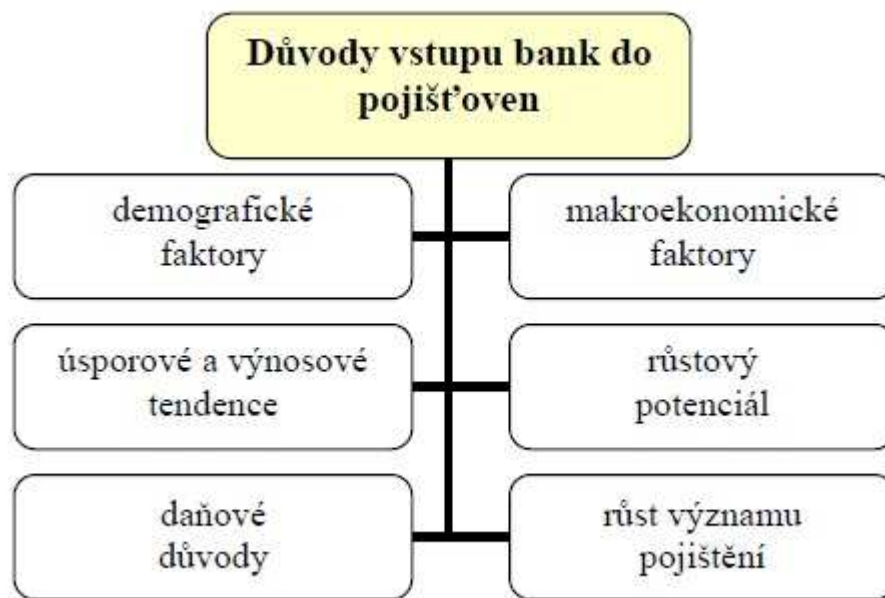 Důvody vstupu bank do
pojišťoven
demografické
faktory
makroekonomické
faktory
úsporové a výnosové
tendence
růstový
potenciál
daňové
důvody
růst významu
pojištění